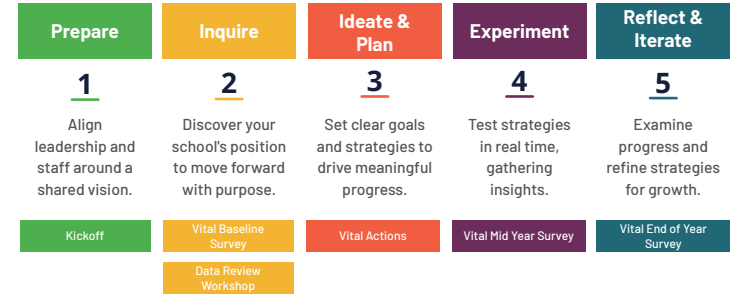 Prepare
1
Align
leadership and
staff around a
shared vision.
Kickoff
Inquire
2
Discover your
school's position
to move forward
with purpose.
Vital Baseline
Survey
Data Review
Workshop
Ideate &
Plan
3
Set clear goals
and strategies to
drive meaningful
progress.
Vital Actions
Experiment
4
Test strategies
in real time,
gathering
insights.
Vital Mid Year Survey
Reflect &
Iterate
5
Examine
progress and
refine strategies
for growth.
Vital End of Year
Survey